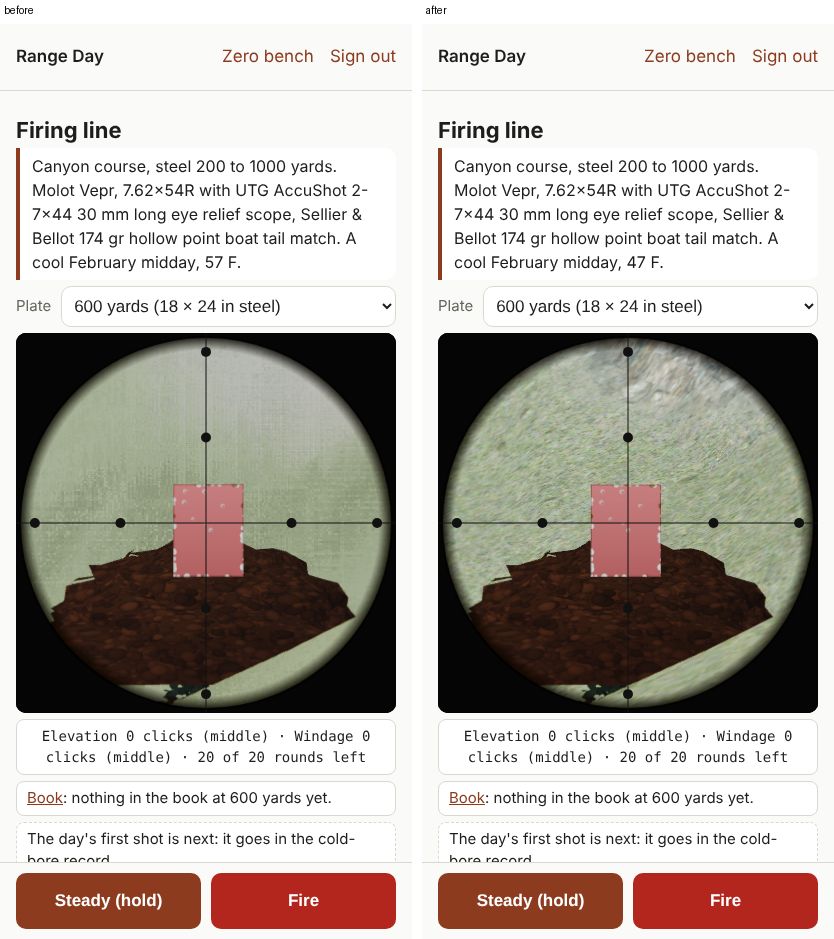 before
Range Day
Zero bench
Sign out
Firing line
Canyon course, steel 200 to 1000 yards.
Molot Vepr, 7.62×54R with UTG AccuShot 2-
7×44 30 mm long eye relief scope, Sellier &
Bellot 174 gr hollow point boat tail match. A
cool February midday, 57 F.
Plate
600 yards (18 × 24 in steel)
Elevation 0 clicks (middle) · Windage 0
clicks (middle) · 20 of 20 rounds left
Book: nothing in the book at 600 yards yet.
The day's first shot is next: it goes in the cold-
bore record
Steady (hold)
Fire
after
Range Day
Zero bench
Sign out
Firing line
Canyon course, steel 200 to 1000 yards.
Molot Vepr, 7.62×54R with UTG AccuShot 2-
7×44 30 mm long eye relief scope, Sellier &
Bellot 174 gr hollow point boat tail match. A
cool February midday, 47 F.
Plate
600 yards (18 × 24 in steel)
Elevation 0 clicks (middle) · Windage 0
clicks (middle) · 20 of 20 rounds left
Book: nothing in the book at 600 yards yet.
The day's first shot is next: it goes in the cold-
bore record
Steady (hold)
Fire